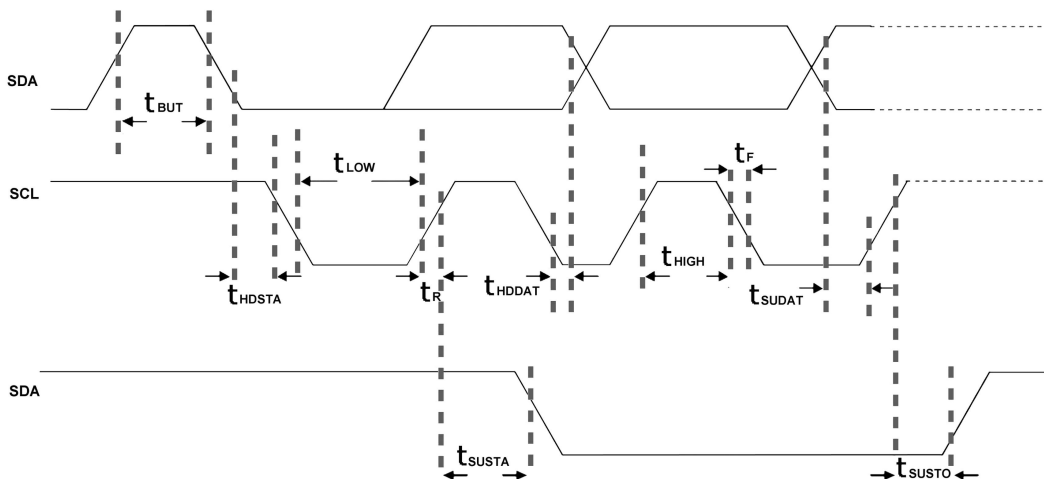 SDA
tBUT
tLOW
tF
SCL
tHDSTA
tR
tHDDAT
tHIGH
tSUDAT
SDA
tSUSTA
tSUSTO